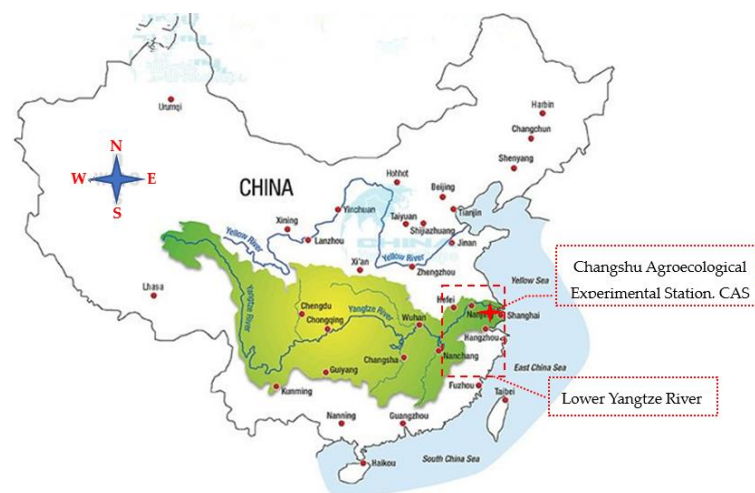 Urumqi
Harbin
Changchun
Shenyang
N
W
E
S
CHINA
Hohhot
Beijing
Tianjin
Yinchuan
Taiyuan
Shijiazhuang
Xining
Lanzhou
Jinan
Yellow River
Yellow River
Xi'an
Zhengzhou
Yellow Sea
Changshu Agroecological
Experimental Station, CAS
Lhasa
Yangtze River
Chengdu
Chongqing
Yangtze River
Wuhan
Hefei
Shanghai
Hangzhou
Changsha
Nanchang
East China Sea
Guiyang
Kunming
Fuzhou
Taibei
Lower Yangtze River
Nanning
Guangzhou
Haikou
South China Sea